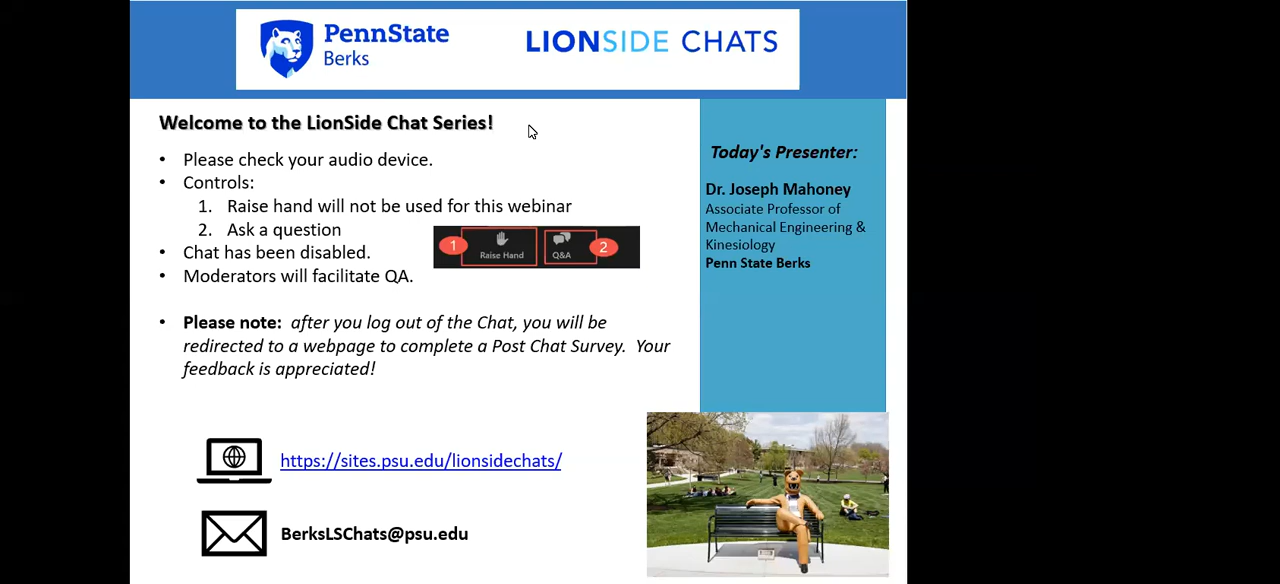 PennState
Berks
LIONSIDE CHATS
Welcome to the LionSide Chat Series!
• Please check your audio device.
• Controls:
1. Raise hand will not be used for this webinar
2. Ask a question
1 Raise Hand Q&A 2
• Chat has been disabled.
• Moderators will facilitate QA.
• Please note: after you log out of the Chat, you will be
redirected to a webpage to complete a Post Chat Survey. Your
feedback is appreciated!
https://sites.psu.edu/lionsidechats/
BerksLSChats@psu.edu
Today's Presenter:
Dr. Joseph Mahoney
Associate Professor of
Mechanical Engineering &
Kinesiology
Penn State Berks